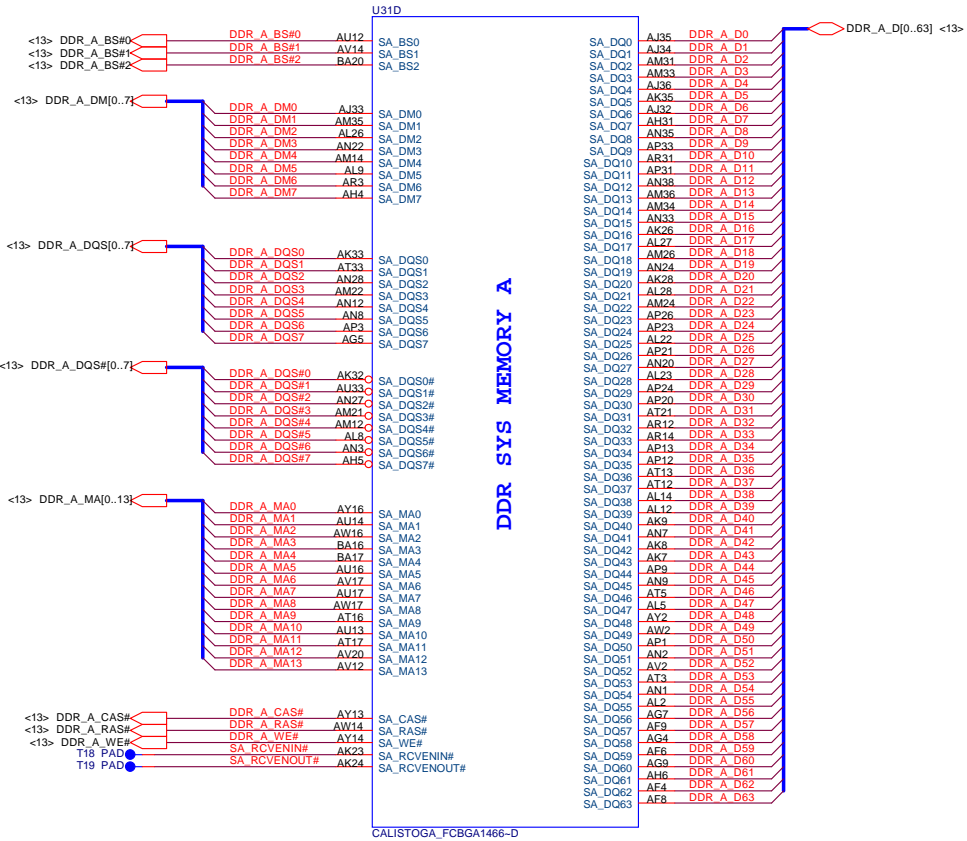 U31D
<13> DDR_A_BS#0 DDR_A_BS#0 AU12 SA_BS0
<13> DDR_A_BS#1 DDR_A_BS#1 AV14 SA_BS1
<13> DDR_A_BS#2 DDR_A_BS#2 BA20 SA_BS2
<13> DDR_A_DM[0..7]
DDR_A_DM0 AJ33 SA_DM0
DDR_A_DM1 AM35 SA_DM1
DDR_A_DM2 AL26 SA_DM2
DDR_A_DM3 AN22 SA_DM3
DDR_A_DM4 AM14 SA_DM4
DDR_A_DM5 AL9 SA_DM5
DDR_A_DM6 AR3 SA_DM6
DDR_A_DM7 AH4 SA_DM7
<13> DDR_A_DQS[0..7]
DDR_A_DQS0 AK33 SA_DQS0
DDR_A_DQS1 AT33 SA_DQS1
DDR_A_DQS2 AN28 SA_DQS2
DDR_A_DQS3 AM22 SA_DQS3
DDR_A_DQS4 AN12 SA_DQS4
DDR_A_DQS5 AN8 SA_DQS5
DDR_A_DQS6 AP3 SA_DQS6
DDR_A_DQS7 AG5 SA_DQS7
<13> DDR_A_DQS#[0..7]
DDR_A_DQS#0 AK32 SA_DQS0#
DDR_A_DQS#1 AU33 SA_DQS1#
DDR_A_DQS#2 AN27 SA_DQS2#
DDR_A_DQS#3 AM21 SA_DQS3#
DDR_A_DQS#4 AM12 SA_DQS4#
DDR_A_DQS#5 AL8 SA_DQS5#
DDR_A_DQS#6 AN3 SA_DQS6#
DDR_A_DQS#7 AH5 SA_DQS7#
<13> DDR_A_MA[0..13]
DDR_A_MA0 AY16 SA_MA0
DDR_A_MA1 AU14 SA_MA1
DDR_A_MA2 AW16 SA_MA2
DDR_A_MA3 BA16 SA_MA3
DDR_A_MA4 BA17 SA_MA4
DDR_A_MA5 AU16 SA_MA5
DDR_A_MA6 AV17 SA_MA6
DDR_A_MA7 AU17 SA_MA7
DDR_A_MA8 AW17 SA_MA8
DDR_A_MA9 AT16 SA_MA9
DDR_A_MA10 AU13 SA_MA10
DDR_A_MA11 AT17 SA_MA11
DDR_A_MA12 AV20 SA_MA12
DDR_A_MA13 AV12 SA_MA13
<13> DDR_A_CAS# DDR_A_CAS# AY13 SA_CAS#
<13> DDR_A_RAS# DDR_A_RAS# AW14 SA_RAS#
<13> DDR_A_WE# DDR_A_WE# AY14 SA_WE#
T18 PAD SA_RCVENIN# AK23 SA_RCVENIN#
T19 PAD SA_RCVENOUT# AK24 SA_RCVENOUT#
DDR SYS MEMORY A
DDR_A_D[0..63] <13>
SA_DQ0 AJ35 DDR_A_D0
SA_DQ1 AJ34 DDR_A_D1
SA_DQ2 AM31 DDR_A_D2
SA_DQ3 AM33 DDR_A_D3
SA_DQ4 AJ36 DDR_A_D4
SA_DQ5 AK35 DDR_A_D5
SA_DQ6 AJ32 DDR_A_D6
SA_DQ7 AH31 DDR_A_D7
SA_DQ8 AN35 DDR_A_D8
SA_DQ9 AP33 DDR_A_D9
SA_DQ10 AR31 DDR_A_D10
SA_DQ11 AP31 DDR_A_D11
SA_DQ12 AN38 DDR_A_D12
SA_DQ13 AM36 DDR_A_D13
SA_DQ14 AM34 DDR_A_D14
SA_DQ15 AN33 DDR_A_D15
SA_DQ16 AK26 DDR_A_D16
SA_DQ17 AL27 DDR_A_D17
SA_DQ18 AM26 DDR_A_D18
SA_DQ19 AN24 DDR_A_D19
SA_DQ20 AK28 DDR_A_D20
SA_DQ21 AL28 DDR_A_D21
SA_DQ22 AM24 DDR_A_D22
SA_DQ23 AP26 DDR_A_D23
SA_DQ24 AP23 DDR_A_D24
SA_DQ25 AL22 DDR_A_D25
SA_DQ26 AP21 DDR_A_D26
SA_DQ27 AN20 DDR_A_D27
SA_DQ28 AL23 DDR_A_D28
SA_DQ29 AP24 DDR_A_D29
SA_DQ30 AP20 DDR_A_D30
SA_DQ31 AT21 DDR_A_D31
SA_DQ32 AR12 DDR_A_D32
SA_DQ33 AR14 DDR_A_D33
SA_DQ34 AP13 DDR_A_D34
SA_DQ35 AP12 DDR_A_D35
SA_DQ36 AT13 DDR_A_D36
SA_DQ37 AT12 DDR_A_D37
SA_DQ38 AL14 DDR_A_D38
SA_DQ39 AL12 DDR_A_D39
SA_DQ40 AK9 DDR_A_D40
SA_DQ41 AN7 DDR_A_D41
SA_DQ42 AK8 DDR_A_D42
SA_DQ43 AK7 DDR_A_D43
SA_DQ44 AP9 DDR_A_D44
SA_DQ45 AN9 DDR_A_D45
SA_DQ46 AT5 DDR_A_D46
SA_DQ47 AL5 DDR_A_D47
SA_DQ48 AY2 DDR_A_D48
SA_DQ49 AW2 DDR_A_D49
SA_DQ50 AP1 DDR_A_D50
SA_DQ51 AN2 DDR_A_D51
SA_DQ52 AV2 DDR_A_D52
SA_DQ53 AT3 DDR_A_D53
SA_DQ54 AN1 DDR_A_D54
SA_DQ55 AL2 DDR_A_D55
SA_DQ56 AG7 DDR_A_D56
SA_DQ57 AF9 DDR_A_D57
SA_DQ58 AG4 DDR_A_D58
SA_DQ59 AF6 DDR_A_D59
SA_DQ60 AG9 DDR_A_D60
SA_DQ61 AH6 DDR_A_D61
SA_DQ62 AF4 DDR_A_D62
SA_DQ63 AF8 DDR_A_D63
CALISTOGA_FCBGA1466~D